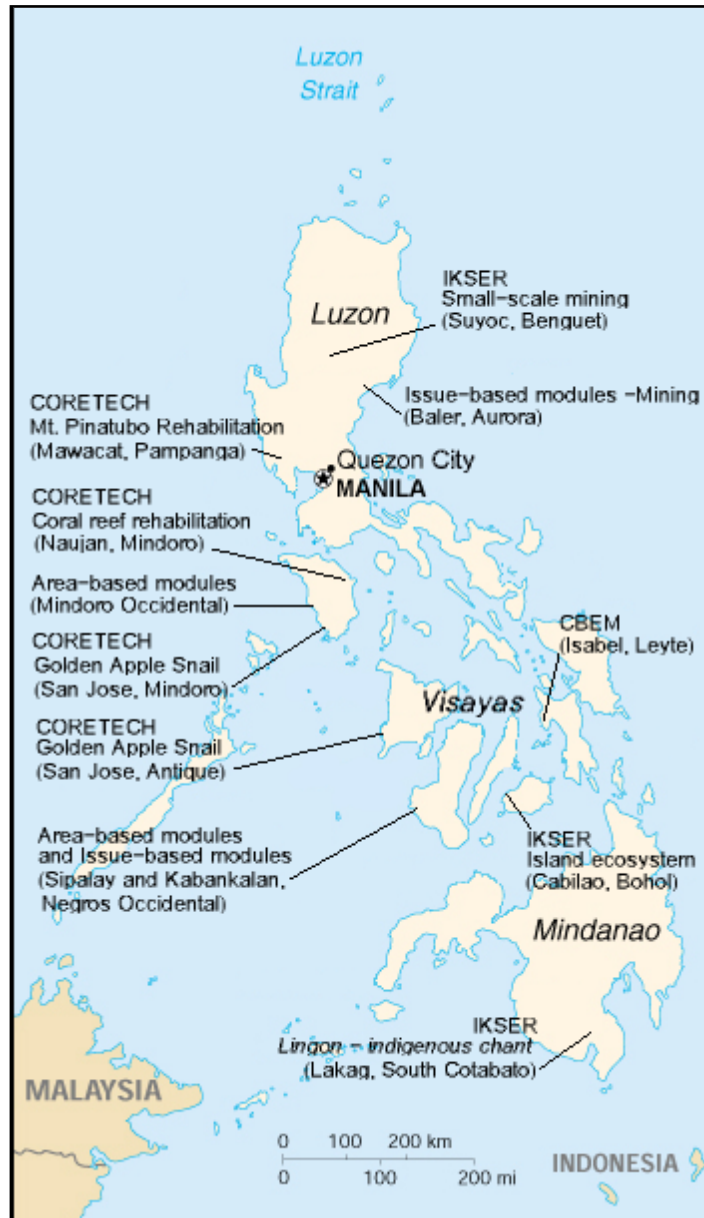 Luzon
Strait
IKSER
Small-scale mining
(Suyoc, Benguet)
Luzon
Issue-based modules -Mining
(Baler, Aurora)
CORETECH
Mt. Pinatubo Rehabilitation
(Mawacat, Pampanga)
Quezon City
MANILA
CORETECH
Coral reef rehabilitation
(Naujan, Mindoro)
Area-based modules
(Mindoro Occidental)
CBEM
(Isabel, Leyte)
CORETECH
Golden Apple Snail
(San Jose, Mindoro)
Visayas
CORETECH
Golden Apple Snail
(San Jose, Antique)
Area-based modules
and Issue-based modules
(Sipalay and Kabankalan,
Negros Occidental)
IKSER
Island ecosystem
(Cabilao, Bohol)
Mindanao
IKSER
Lingon - indigenous chant
(Lakag, South Cotabato)
MALAYSIA
0 100 200 km
0 100 200 mi
INDONESIA